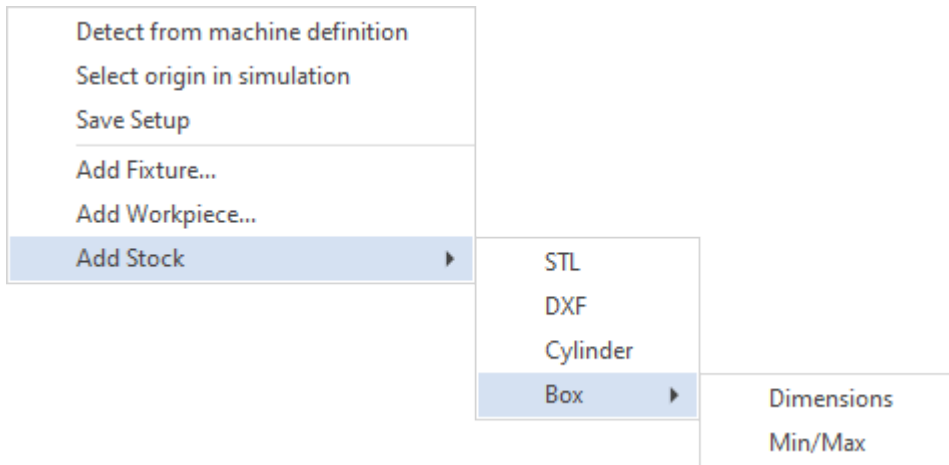 Detect from machine definition
Select origin in simulation
Save Setup
Add Fixture...
Add Workpiece...
Add Stock
STL
DXF
Cylinder
Box
Dimensions
Min/Max